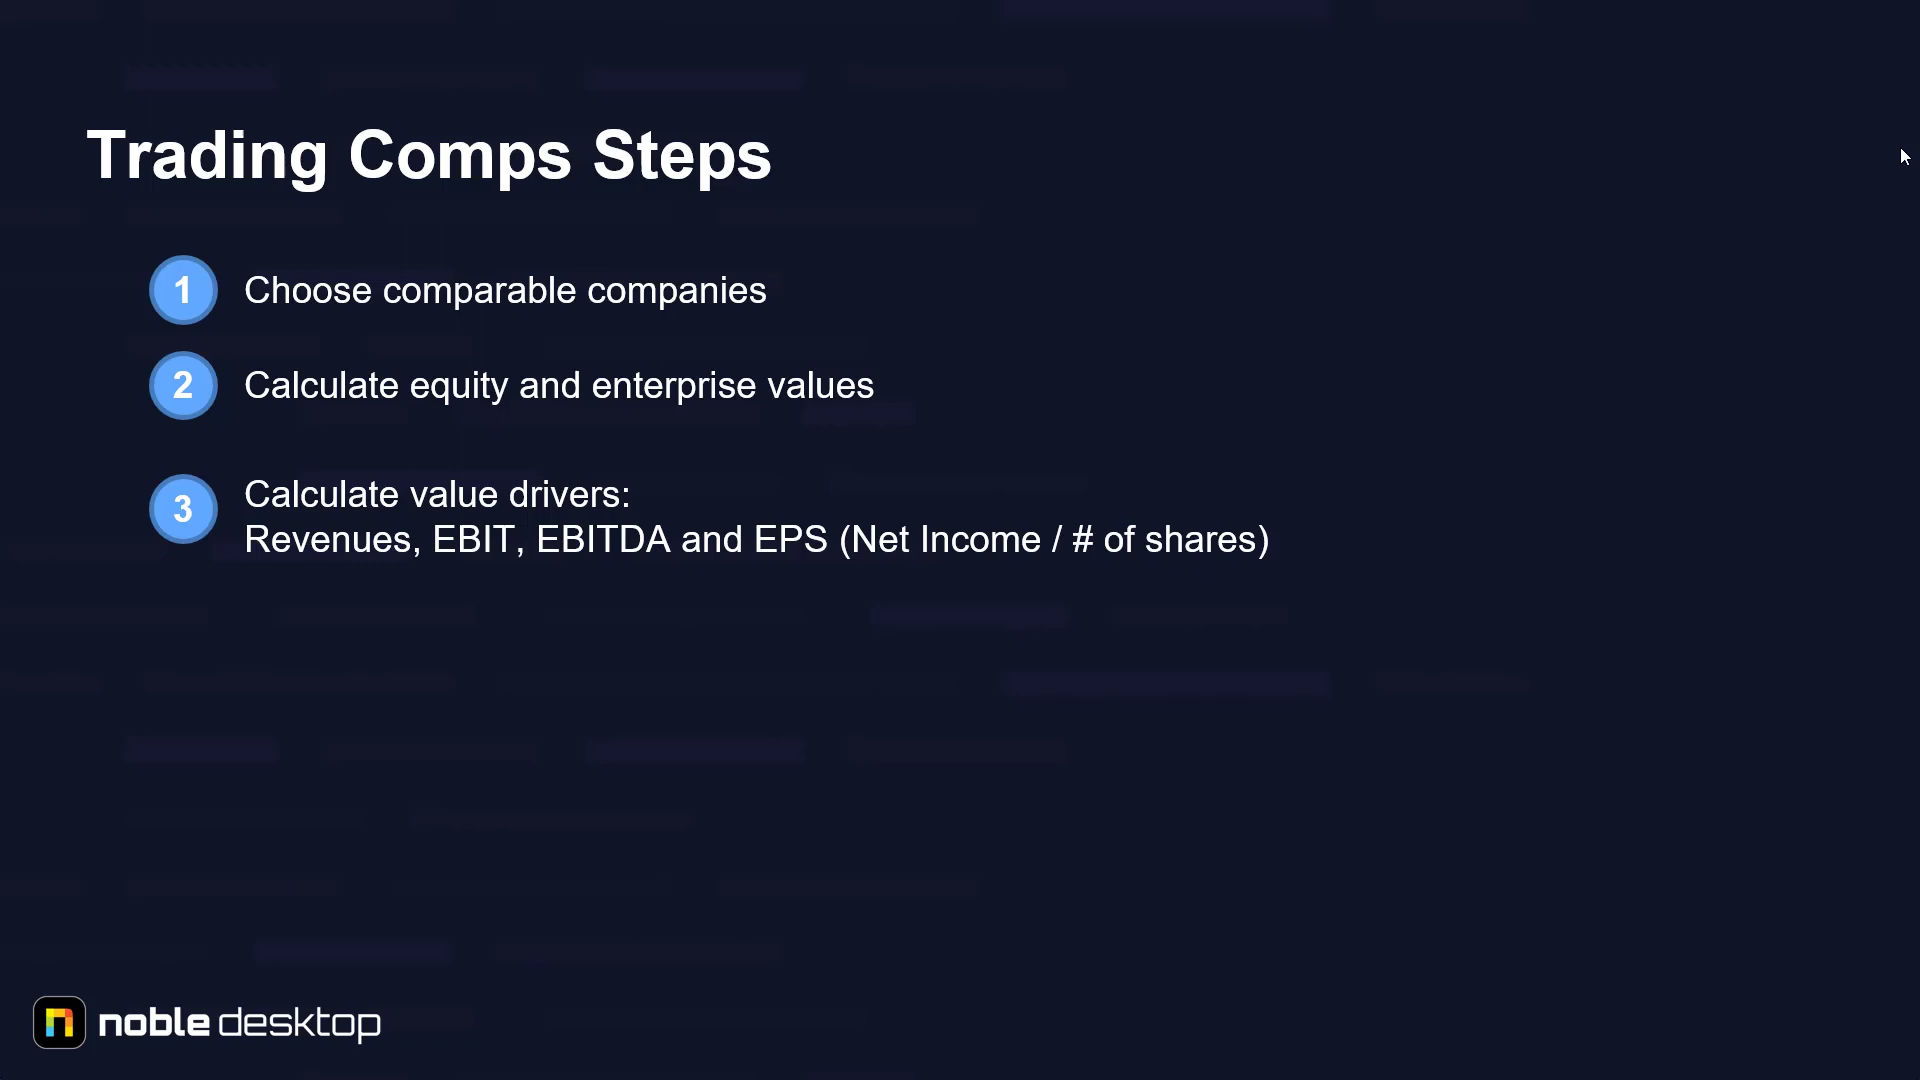 Trading Comps Steps
1 Choose comparable companies
2 Calculate equity and enterprise values
3 Calculate value drivers:
Revenues, EBIT, EBITDA and EPS (Net Income / # of shares)
n noble desktop